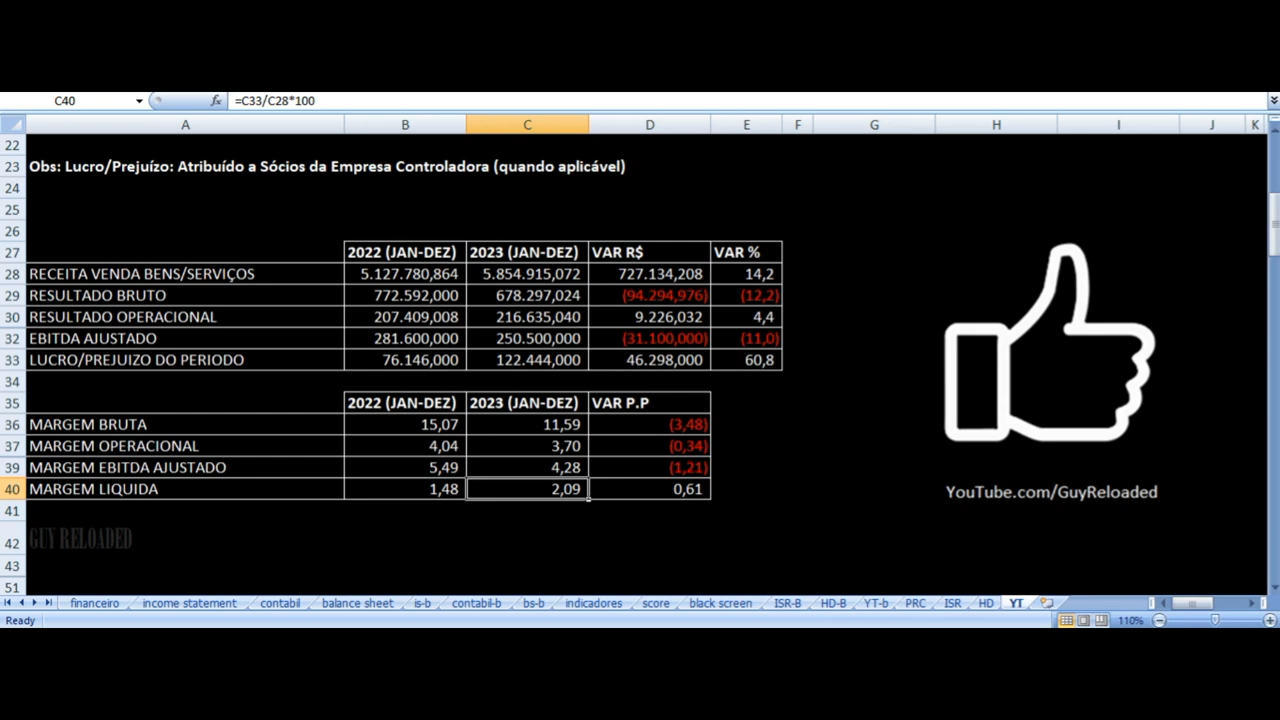 C40 fx =C33/C28*100
A B C D E F G H I J K
22
23 Obs: Lucro/Prejuízo: Atribuído a Sócios da Empresa Controladora (quando aplicável)
24
25
26
27 2022 (JAN-DEZ) 2023 (JAN-DEZ) VAR R$ VAR %
28 RECEITA VENDA BENS/SERVIÇOS 5.127.780,864 5.854.915,072 727.134,208 14,2
29 RESULTADO BRUTO 772.592,000 678.297,024 (94.294,976) (12,2)
30 RESULTADO OPERACIONAL 207.409,008 216.635,040 9.226,032 4,4
32 EBITDA AJUSTADO 281.600,000 250.500,000 (31.100,000) (11,0)
33 LUCRO/PREJUIZO DO PERIODO 76.146,000 122.444,000 46.298,000 60,8
34
35 2022 (JAN-DEZ) 2023 (JAN-DEZ) VAR P.P
36 MARGEM BRUTA 15,07 11,59 (3,48)
37 MARGEM OPERACIONAL 4,04 3,70 (0,34)
39 MARGEM EBITDA AJUSTADO 5,49 4,28 (1,21)
40 MARGEM LIQUIDA 1,48 2,09 0,61
YouTube.com/GuyReloaded
41
42 GUY RELOADED
43
51
financeiro income statement contabil balance sheet is-b contabil-b bs-b indicadores score black screen ISR-B HD-B YT-b PRC ISR HD YT
Ready 110%